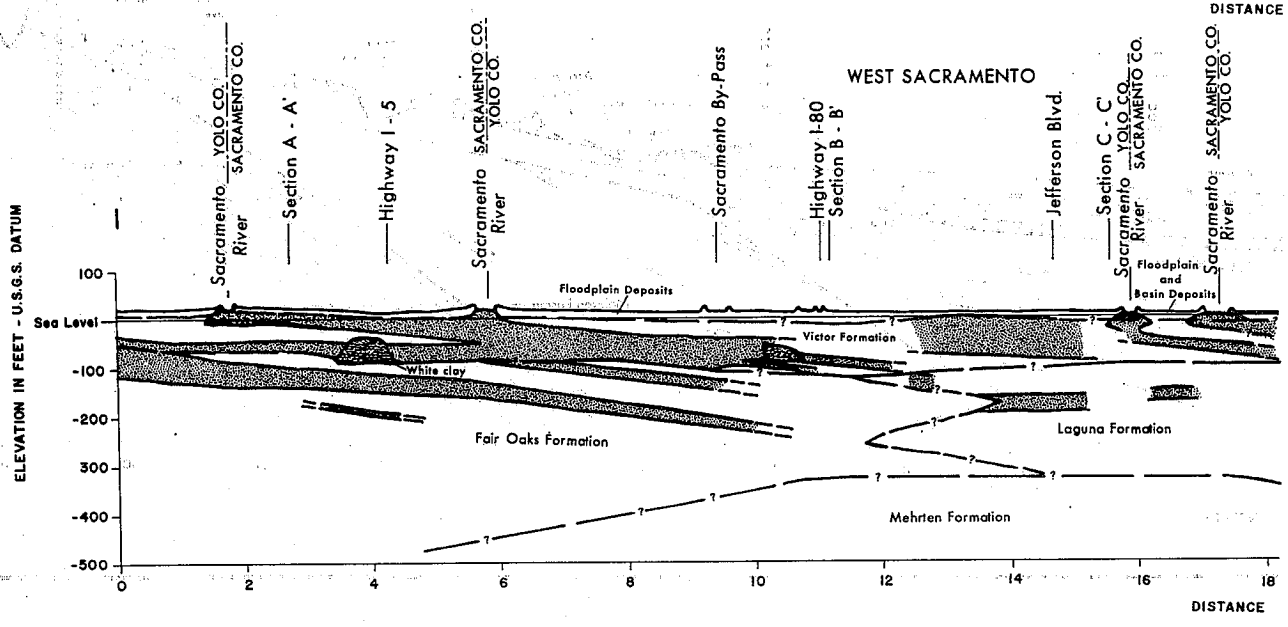 DISTANCE
WEST SACRAMENTO
Sacramento River
YOLO CO.
SACRAMENTO CO.
Section A - A'
Highway I - 5
Sacramento River
SACRAMENTO CO.
YOLO CO.
Sacramento By-Pass
Highway I-80
Section B - B'
Jefferson Blvd.
Section C - C'
Sacramento River
YOLO CO.
SACRAMENTO CO.
Sacramento River
SACRAMENTO CO.
YOLO CO.
ELEVATION IN FEET - U.S.G.S. DATUM
100
Sea Level
-100
-200
300
-400
-500
Floodplain Deposits
Floodplain
and
Basin Deposits
Victor Formation
White clay
Fair Oaks Formation
Laguna Formation
Mehrten Formation
? ? ? ? ? ? ? ? ? ? ? ? ? ? ?
0 2 4 6 8 10 12 14 16 18
DISTANCE